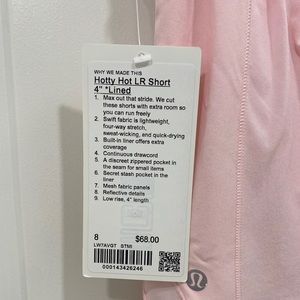 WHY WE MADE THIS
Hotty Hot LR Short
4" *Lined
1. Max out that stride. We cut
these shorts with extra room so
you can run freely
2. Swift fabric is lightweight,
four-way stretch,
sweat-wicking, and quick-drying
3. Built-in liner offers extra
coverage
4. Continuous drawcord
5. A discreet zippered pocket in
the seam for small items
6. Secret stash pocket in the
liner
7. Mesh fabric panels
8. Reflective details
9. Low rise, 4" length
8 $68.00
LW7AVQT STMI
000143426246